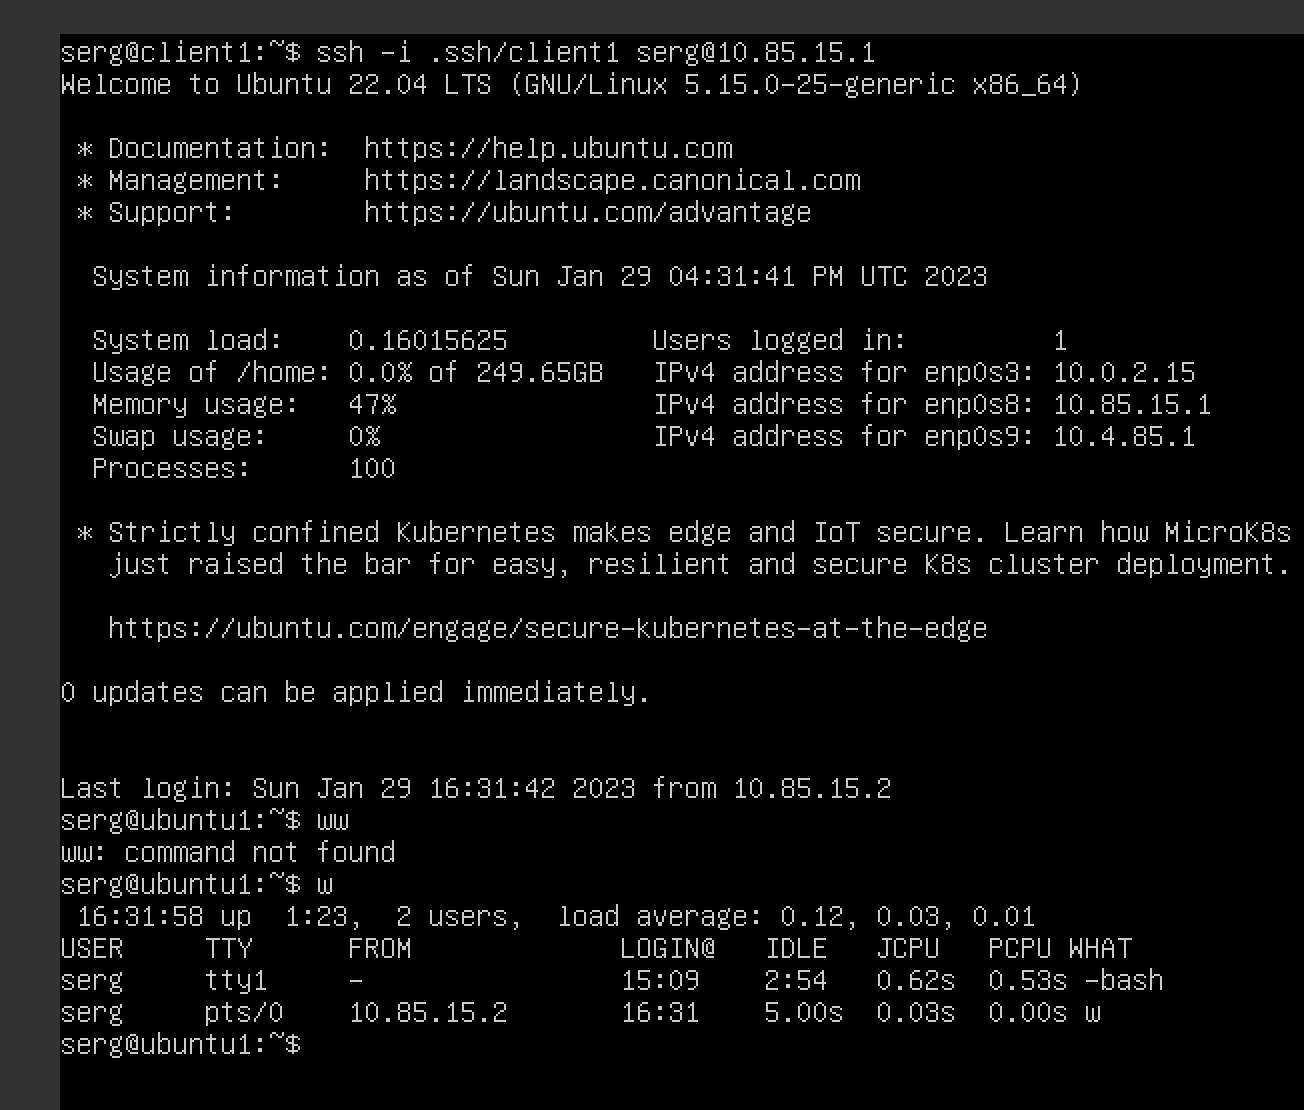 serg@client1:~$ ssh -i .ssh/client1 serg@10.85.15.1
Welcome to Ubuntu 22.04 LTS (GNU/Linux 5.15.0-25-generic x86_64)

 * Documentation:  https://help.ubuntu.com
 * Management:     https://landscape.canonical.com
 * Support:        https://ubuntu.com/advantage

  System information as of Sun Jan 29 04:31:41 PM UTC 2023

  System load:    0.16015625         Users logged in:         1
  Usage of /home: 0.0% of 249.65GB   IPv4 address for enp0s3: 10.0.2.15
  Memory usage:   47%                IPv4 address for enp0s8: 10.85.15.1
  Swap usage:     0%                 IPv4 address for enp0s9: 10.4.85.1
  Processes:      100

 * Strictly confined Kubernetes makes edge and IoT secure. Learn how MicroK8s
   just raised the bar for easy, resilient and secure K8s cluster deployment.

   https://ubuntu.com/engage/secure-kubernetes-at-the-edge

0 updates can be applied immediately.


Last login: Sun Jan 29 16:31:42 2023 from 10.85.15.2
serg@ubuntu1:~$ ww
ww: command not found
serg@ubuntu1:~$ w
 16:31:58 up  1:23,  2 users,  load average: 0.12, 0.03, 0.01
USER     TTY      FROM             LOGIN@   IDLE   JCPU   PCPU WHAT
serg     tty1     -                15:09    2:54   0.62s  0.53s -bash
serg     pts/0    10.85.15.2       16:31    5.00s  0.03s  0.00s w
serg@ubuntu1:~$